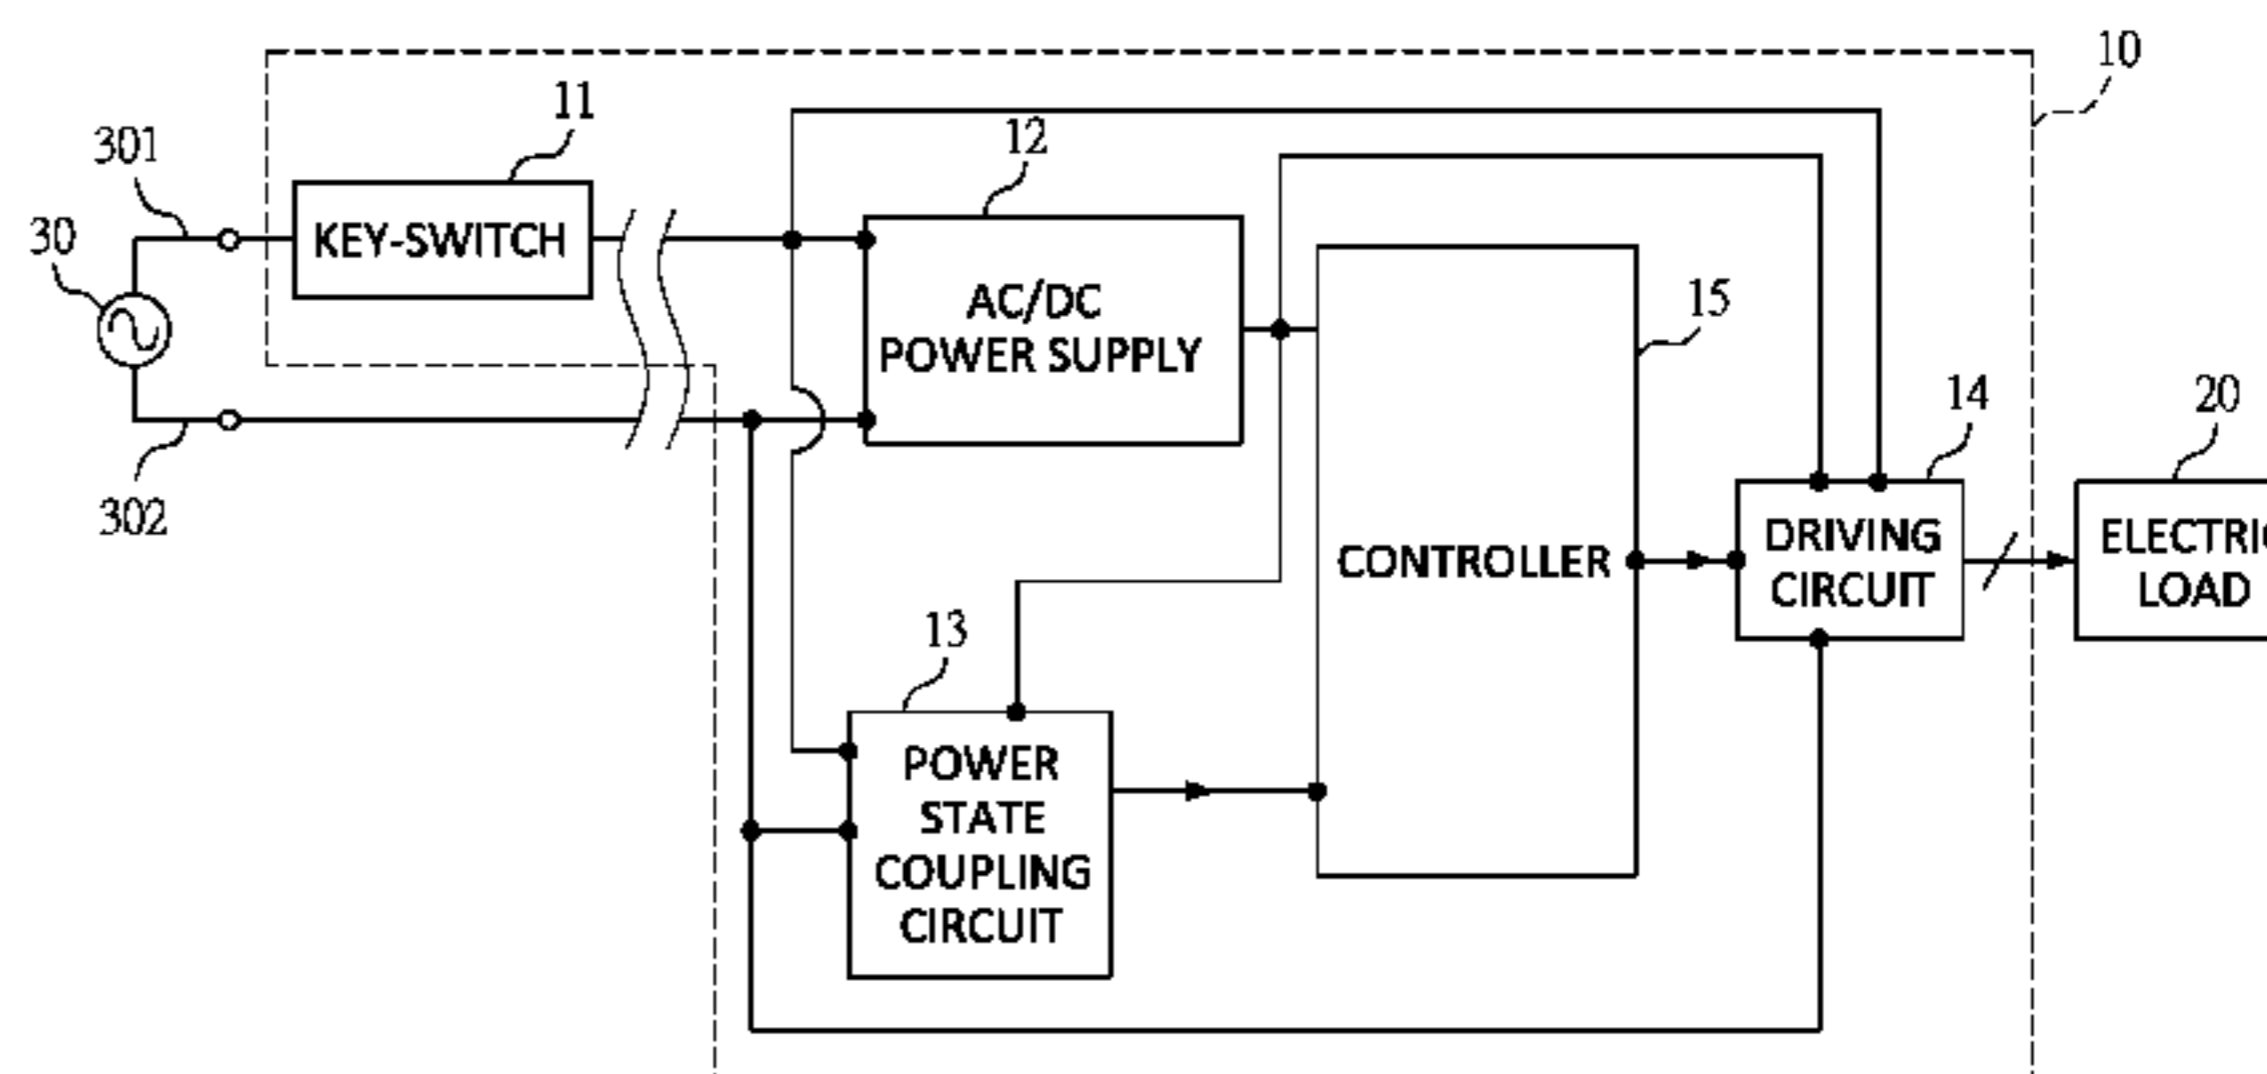 10
11
301
12
KEY-SWITCH
30
AC/DC
POWER SUPPLY
15
14
20
302
DRIVING
CIRCUIT
ELECTRIC
LOAD
CONTROLLER
13
POWER
STATE
COUPLING
CIRCUIT